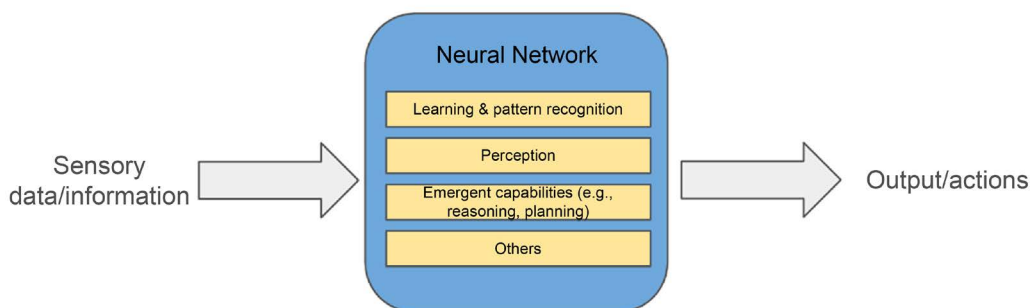 Neural Network
Learning & pattern recognition
Perception
Emergent capabilities (e.g.,
reasoning, planning)
Others
Sensory
data/information
Output/actions